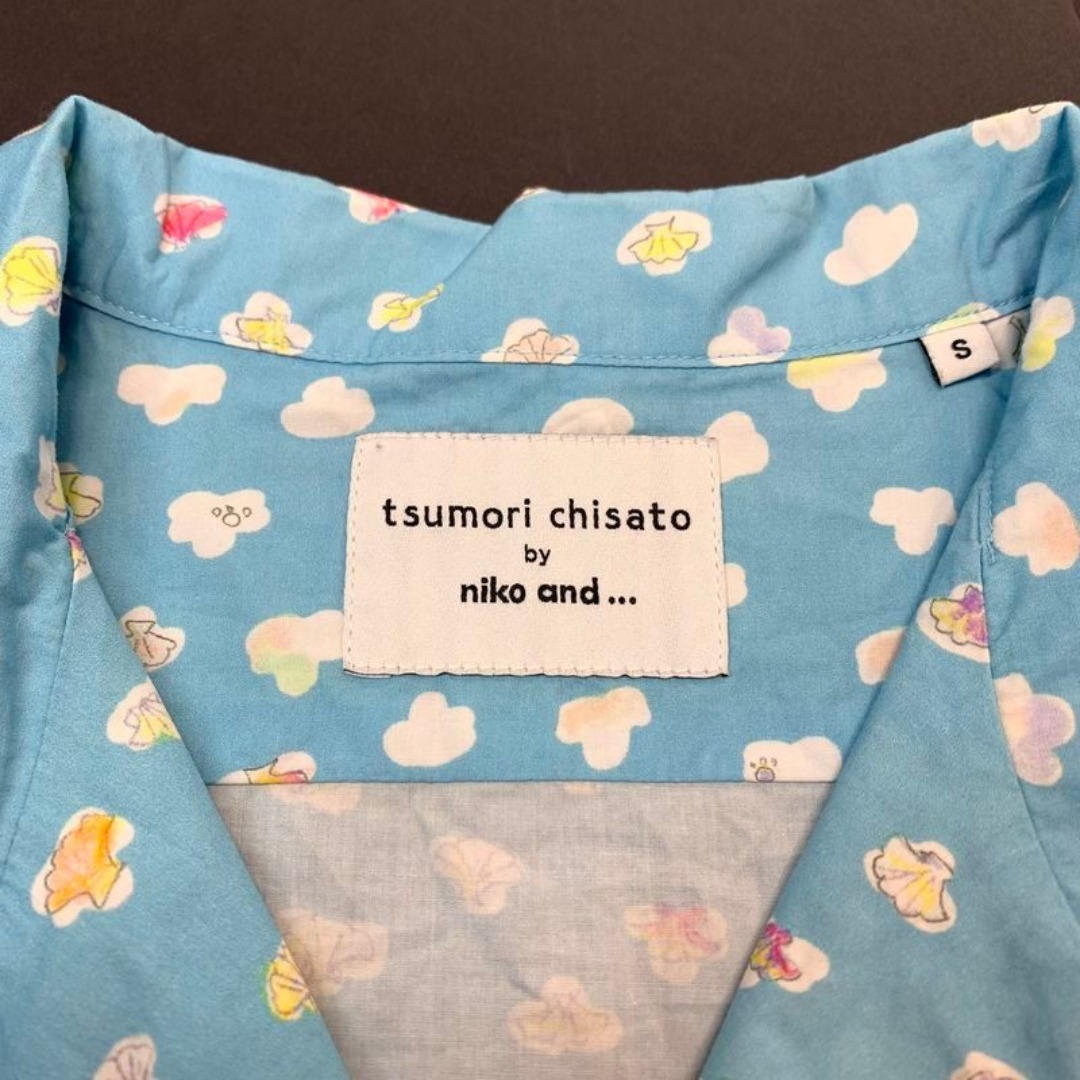 S
tsumori chisato
by
niko and ...